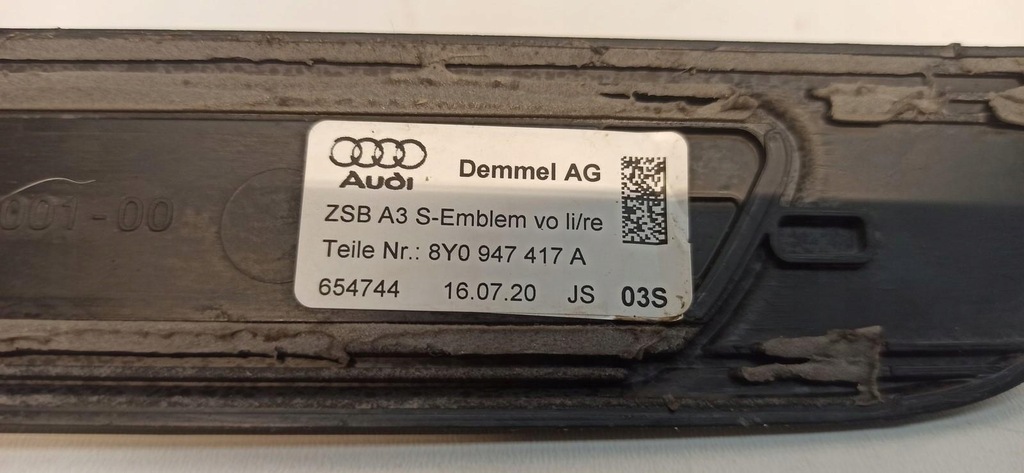 Audi
Demmel AG
ZSB A3 S-Emblem vo li/re
Teile Nr.: 8Y0 947 417 A
654744 16.07.20 JS 03S
001-00